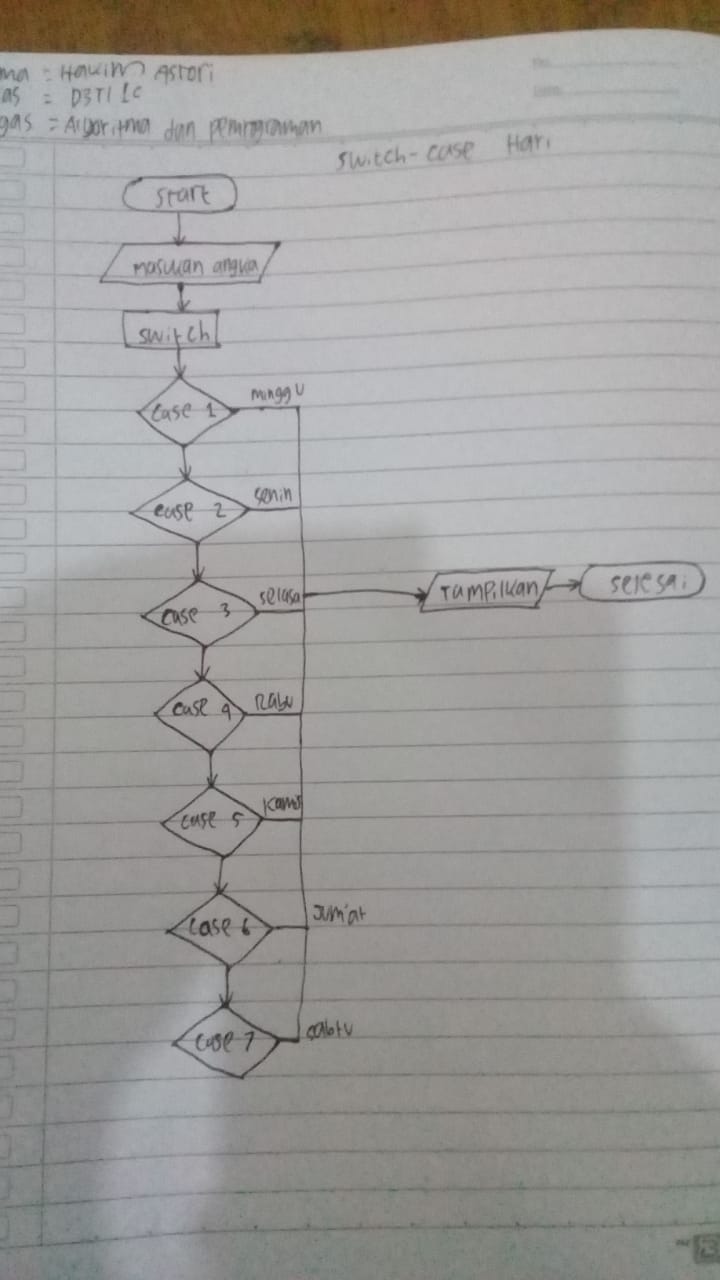 ma = Hakim Astori
as = D3TI 1C
gas = Algoritma dan pemrograman
switch-case Hari
start
masukan angka
switch
case 1 minggu
case 2 senin
case 3 selasa
Tampilkan
selesai
case 4 Rabu
case 5 Kamis
case 6 Jum'at
case 7 sabtu